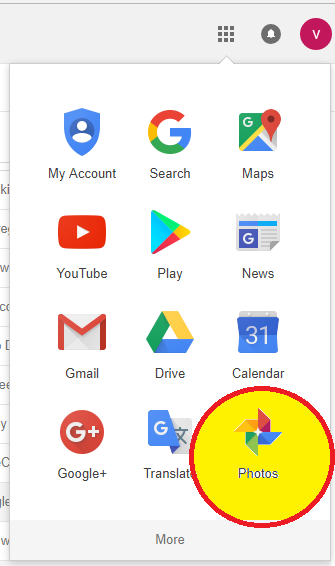 V
My Account Search Maps
YouTube Play News
G
Gmail
Drive
31
Calendar
G+
Google+
Translate
Photos
More